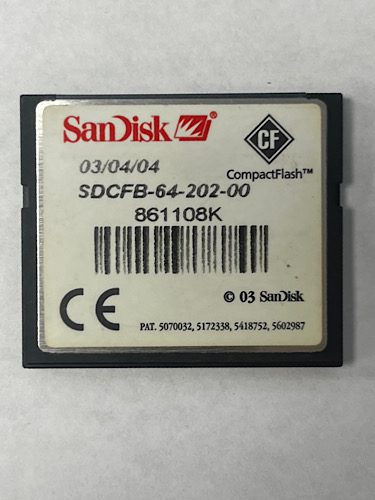 SanDisk
CF
CompactFlash™
03/04/04
SDCFB-64-202-00
861108K
CE
© 03 SanDisk
PAT. 5070032, 5172338, 5418752, 5602987